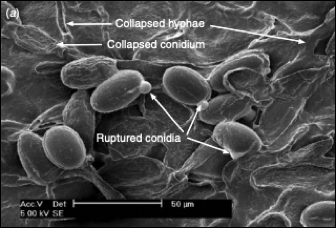 (a)
Collapsed hyphae
Collapsed conidium
Ruptured conidia
Acc.V Det 50 µm
5.00 kV SE